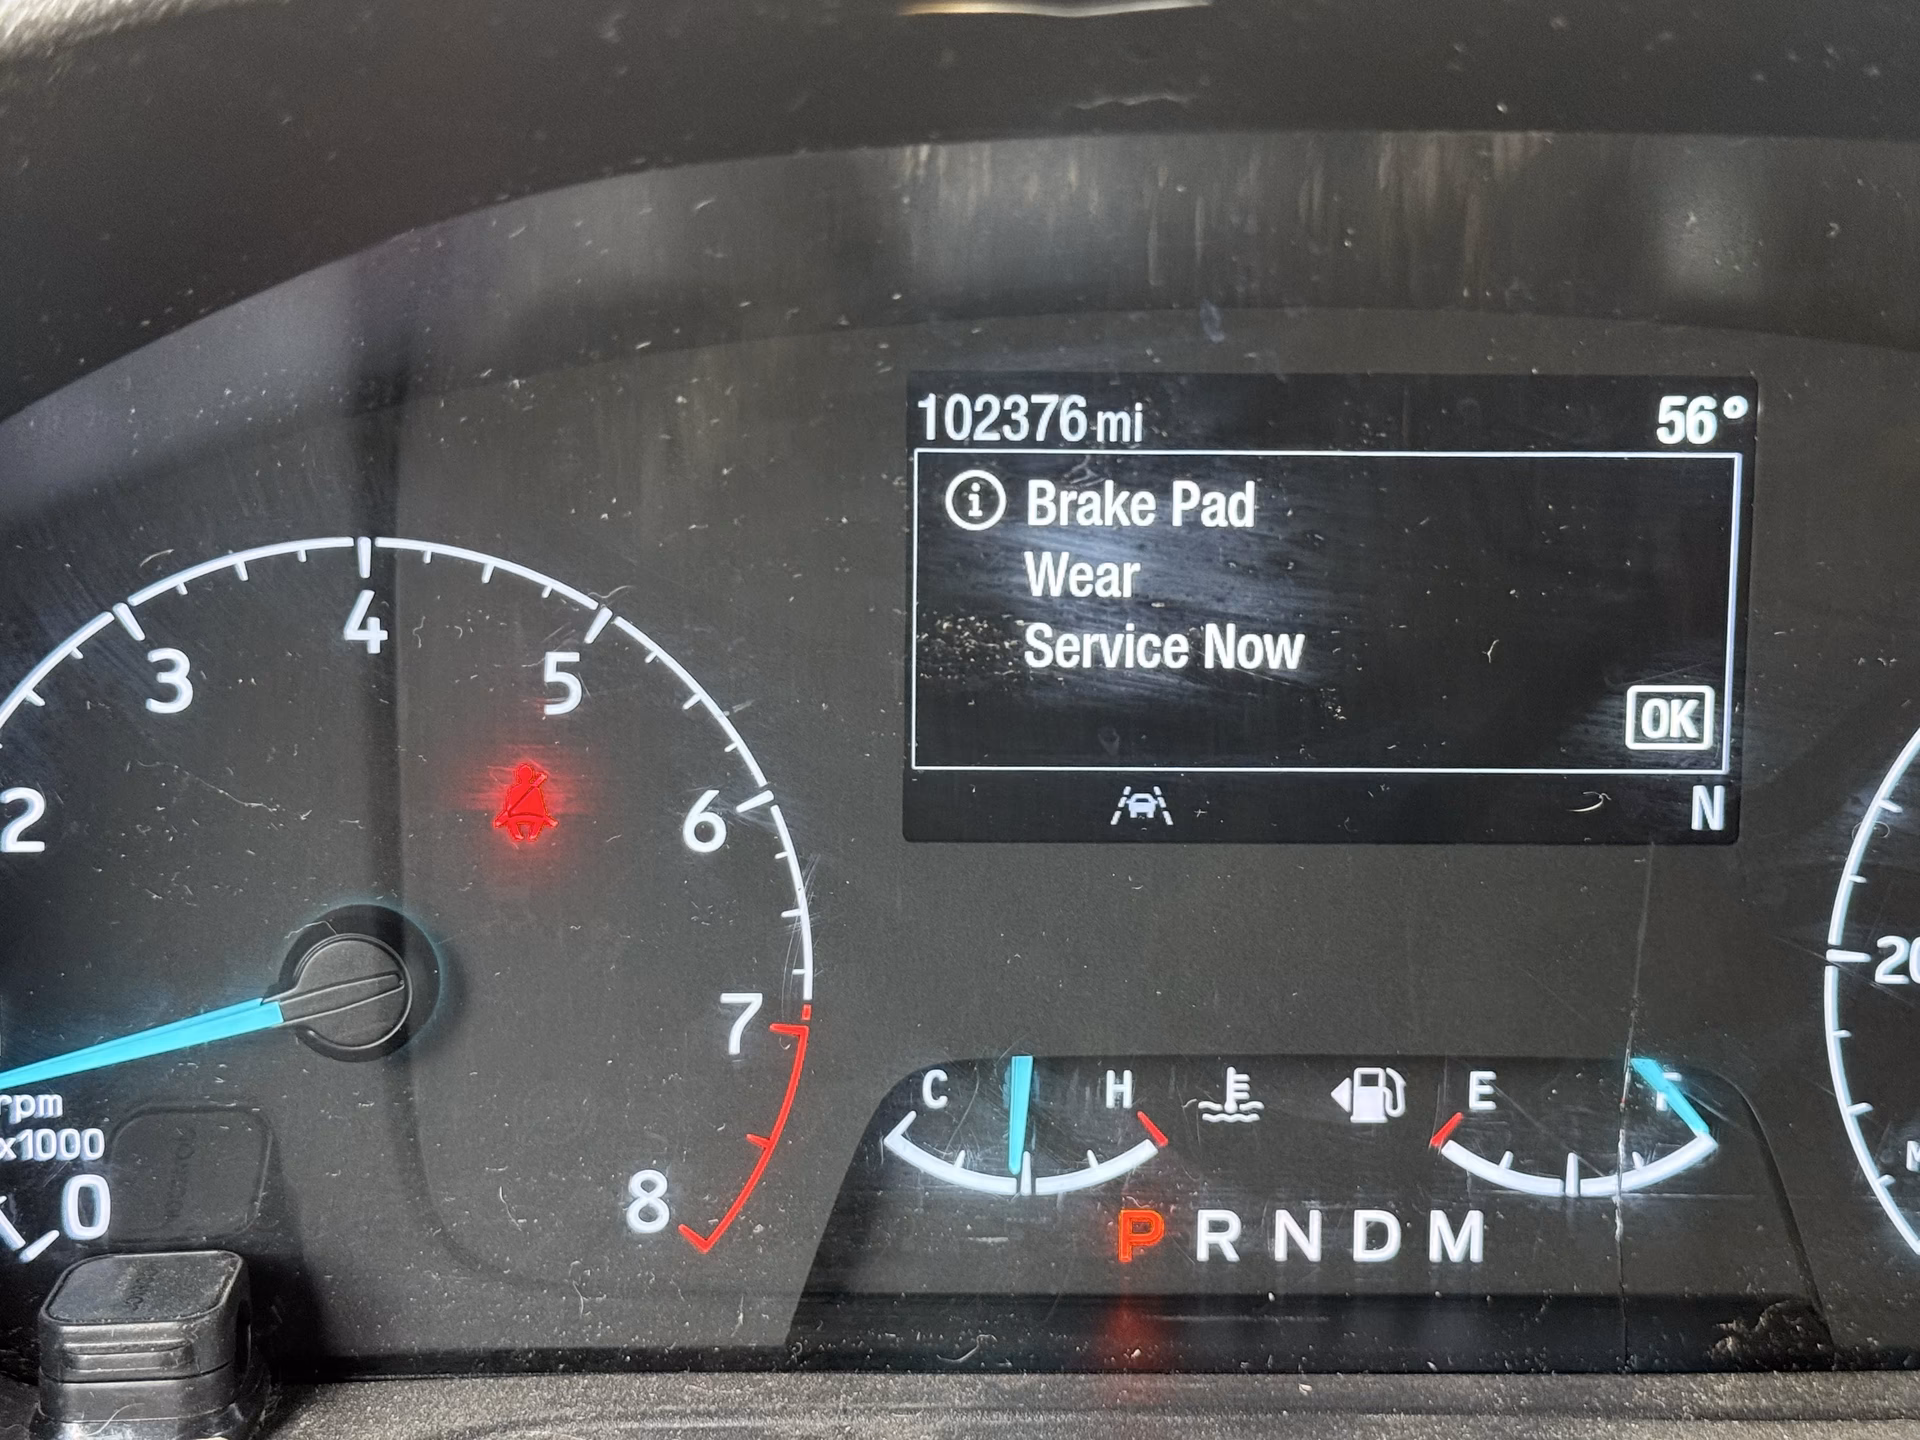 102376 mi 56°
i Brake Pad
Wear
Service Now
OK
N
2 3 4 5 6 7 8
rpm
x1000
0
C H E F
P R N D M